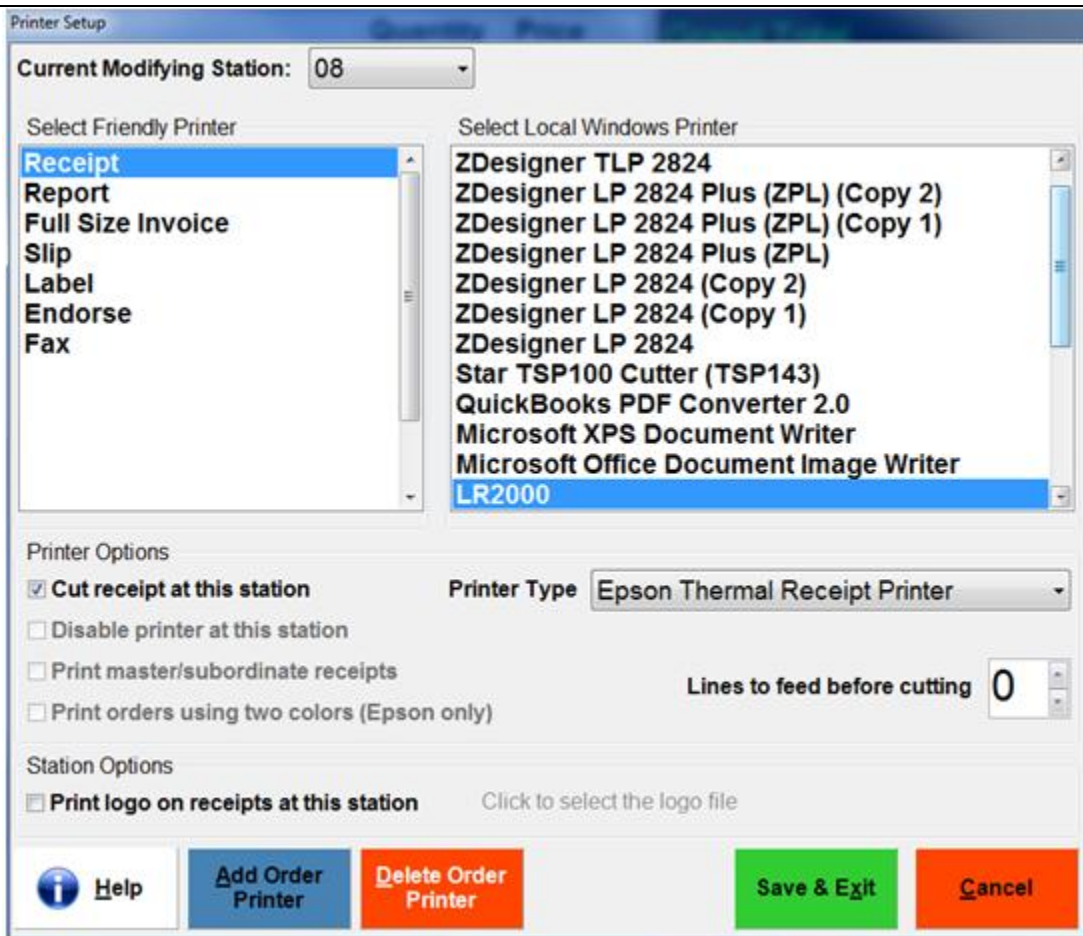 Printer Setup
Quantity Price
Current Modifying Station: 08
Select Friendly Printer
Receipt
Report
Full Size Invoice
Slip
Label
Endorse
Fax
Select Local Windows Printer
ZDesigner TLP 2824
ZDesigner LP 2824 Plus (ZPL) (Copy 2)
ZDesigner LP 2824 Plus (ZPL) (Copy 1)
ZDesigner LP 2824 Plus (ZPL)
ZDesigner LP 2824 (Copy 2)
ZDesigner LP 2824 (Copy 1)
ZDesigner LP 2824
Star TSP100 Cutter (TSP143)
QuickBooks PDF Converter 2.0
Microsoft XPS Document Writer
Microsoft Office Document Image Writer
LR2000
Printer Options
Cut receipt at this station
Printer Type Epson Thermal Receipt Printer
Disable printer at this station
Print master/subordinate receipts
Lines to feed before cutting 0
Print orders using two colors (Epson only)
Station Options
Print logo on receipts at this station Click to select the logo file
Help
Add Order
Printer
Delete Order
Printer
Save & Exit
Cancel